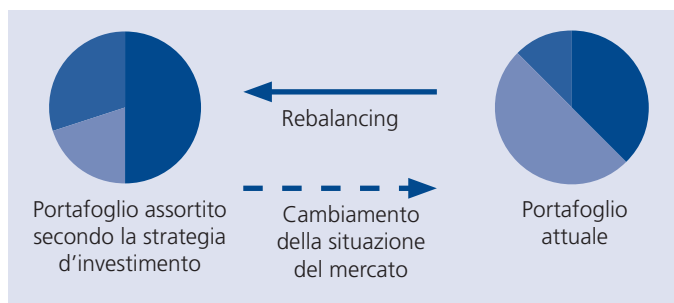 Rebalancing
Portafoglio assortito
secondo la strategia
d’investimento
Cambiamento
della situazione
del mercato
Portafoglio
attuale